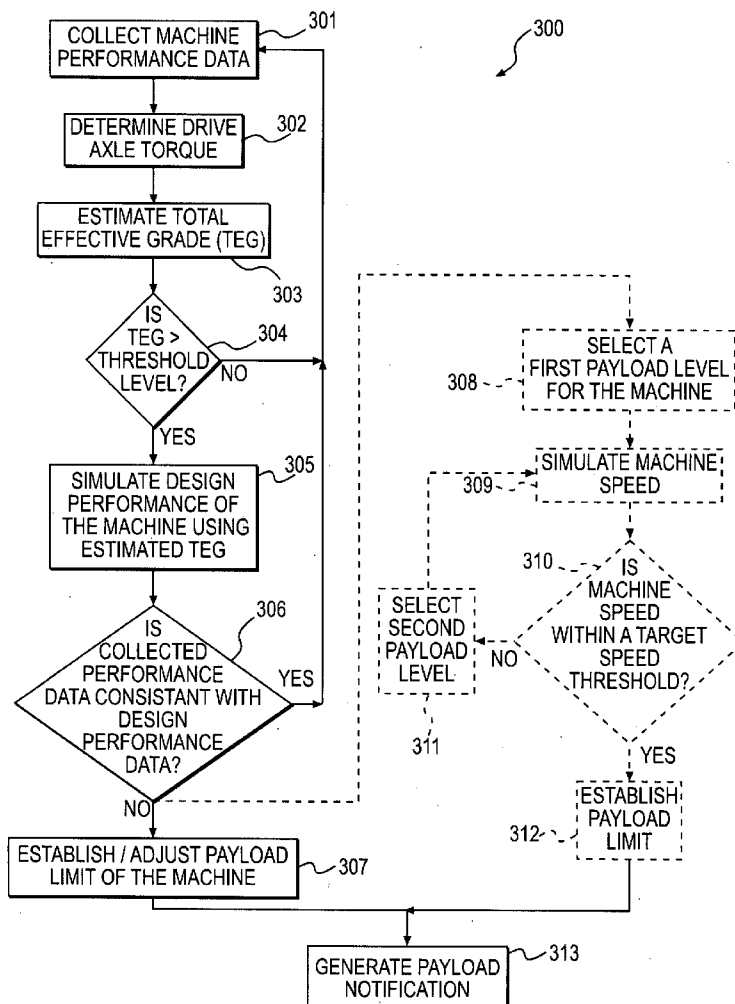 301
COLLECT MACHINE
PERFORMANCE DATA
300
DETERMINE DRIVE
AXLE TORQUE
302
ESTIMATE TOTAL
EFFECTIVE GRADE (TEG)
303
IS
TEG >
THRESHOLD
LEVEL?
304
NO
YES
SIMULATE DESIGN
PERFORMANCE OF
THE MACHINE USING
ESTIMATED TEG
305
IS
COLLECTED
PERFORMANCE
DATA CONSISTANT WITH
DESIGN
PERFORMANCE
DATA?
306
YES
NO
ESTABLISH / ADJUST PAYLOAD
LIMIT OF THE MACHINE
307
SELECT A
FIRST PAYLOAD LEVEL
FOR THE MACHINE
308
SIMULATE MACHINE
SPEED
309
310
IS
MACHINE
SPEED
WITHIN A TARGET
SPEED
THRESHOLD?
NO
SELECT
SECOND
PAYLOAD
LEVEL
311
YES
ESTABLISH
PAYLOAD
LIMIT
312
GENERATE PAYLOAD
NOTIFICATION
313